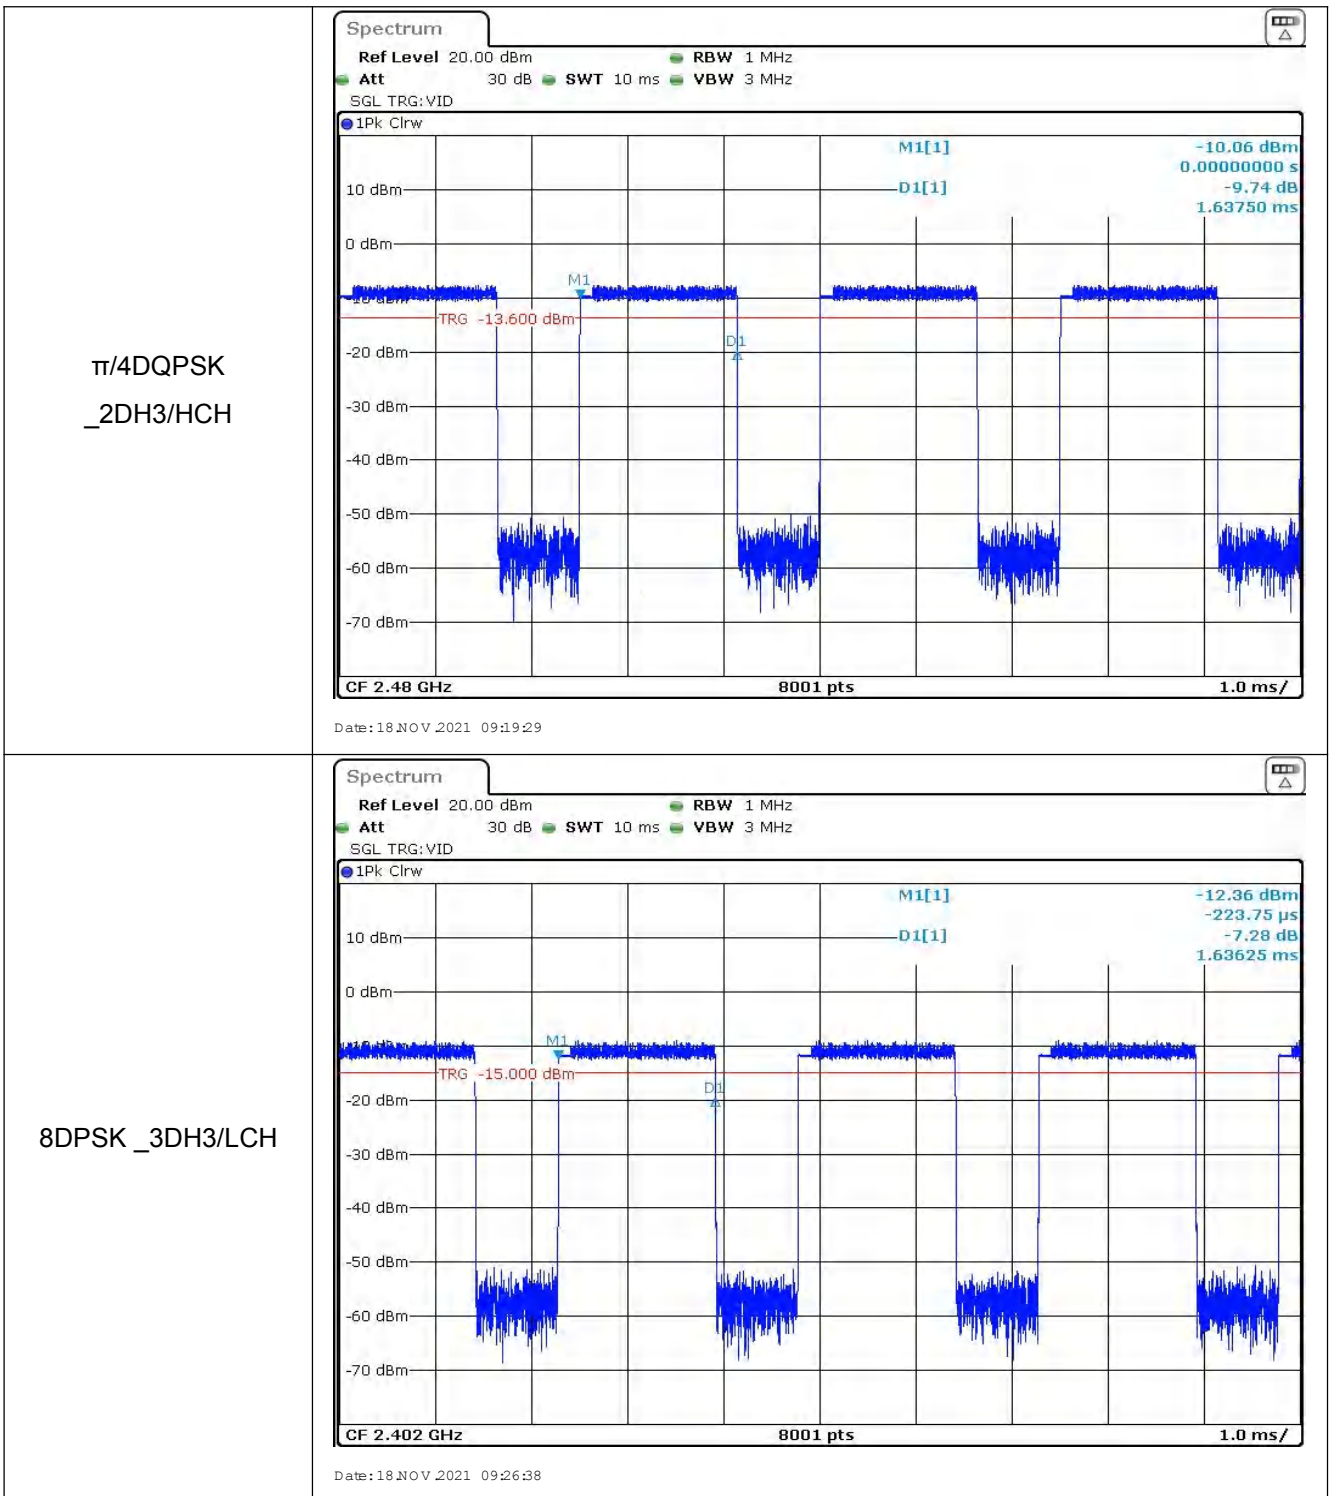 π/4DQPSK
_2DH3/HCH
Spectrum
Ref Level 20.00 dBm RBW 1 MHz
Att 30 dB SWT 10 ms VBW 3 MHz
SGL TRG:VID
1Pk Clrw
M1[1] -10.06 dBm
0.00000000 s
10 dBm D1[1] -9.74 dB
1.63750 ms
0 dBm
M1
-10 dBm
TRG -13.600 dBm
D1
-20 dBm
-30 dBm
-40 dBm
-50 dBm
-60 dBm
-70 dBm
CF 2.48 GHz 8001 pts 1.0 ms/
Date: 18.NOV.2021 09:19:29
8DPSK _3DH3/LCH
Spectrum
Ref Level 20.00 dBm RBW 1 MHz
Att 30 dB SWT 10 ms VBW 3 MHz
SGL TRG:VID
1Pk Clrw
M1[1] -12.36 dBm
-223.75 µs
10 dBm D1[1] -7.28 dB
1.63625 ms
0 dBm
M1
-10 dBm
TRG -15.000 dBm
D1
-20 dBm
-30 dBm
-40 dBm
-50 dBm
-60 dBm
-70 dBm
CF 2.402 GHz 8001 pts 1.0 ms/
Date: 18.NOV.2021 09:26:38